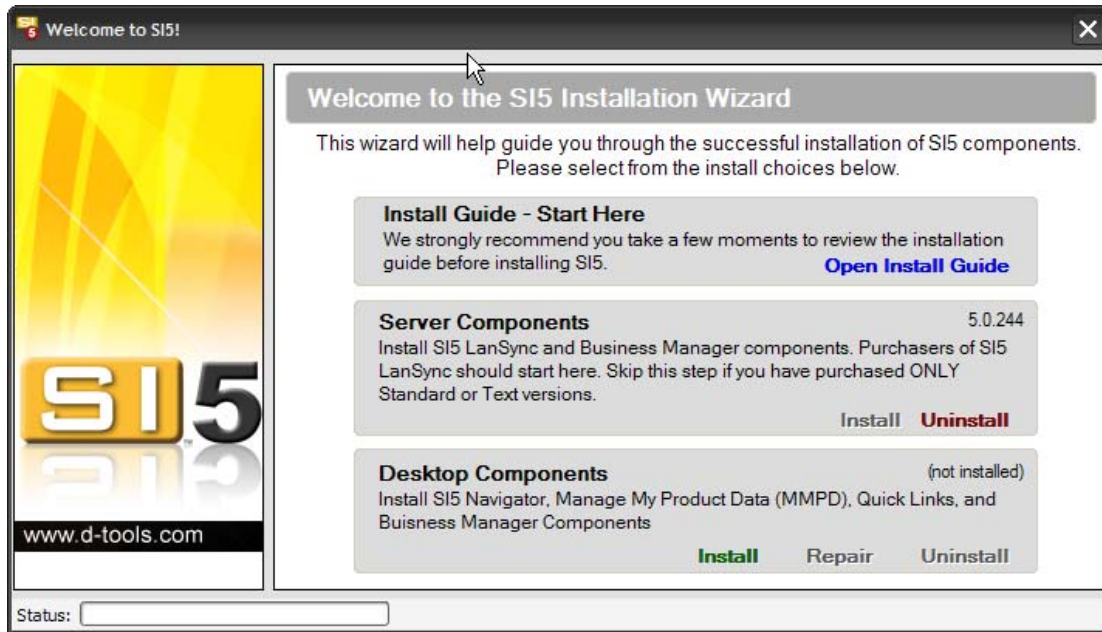 SI 5 Welcome to SI5!
Welcome to the SI5 Installation Wizard
This wizard will help guide you through the successful installation of SI5 components.
Please select from the install choices below.
Install Guide - Start Here
We strongly recommend you take a few moments to review the installation
guide before installing SI5.
Open Install Guide
Server Components
5.0.244
Install SI5 LanSync and Business Manager components. Purchasers of SI5
LanSync should start here. Skip this step if you have purchased ONLY
Standard or Text versions.
Install Uninstall
Desktop Components
(not installed)
Install SI5 Navigator, Manage My Product Data (MMPD), Quick Links, and
Buisness Manager Components
Install Repair Uninstall
SI5™
www.d-tools.com
Status: